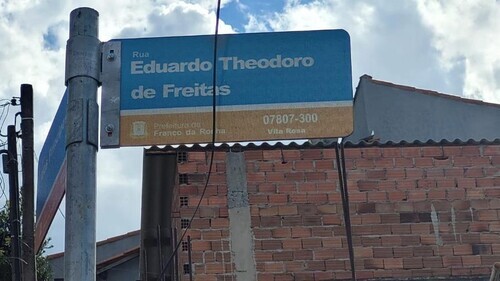 Rua
Eduardo Theodoro
de Freitas
Prefeitura de
Franco da Rocha
07807-300
Vila Rosa